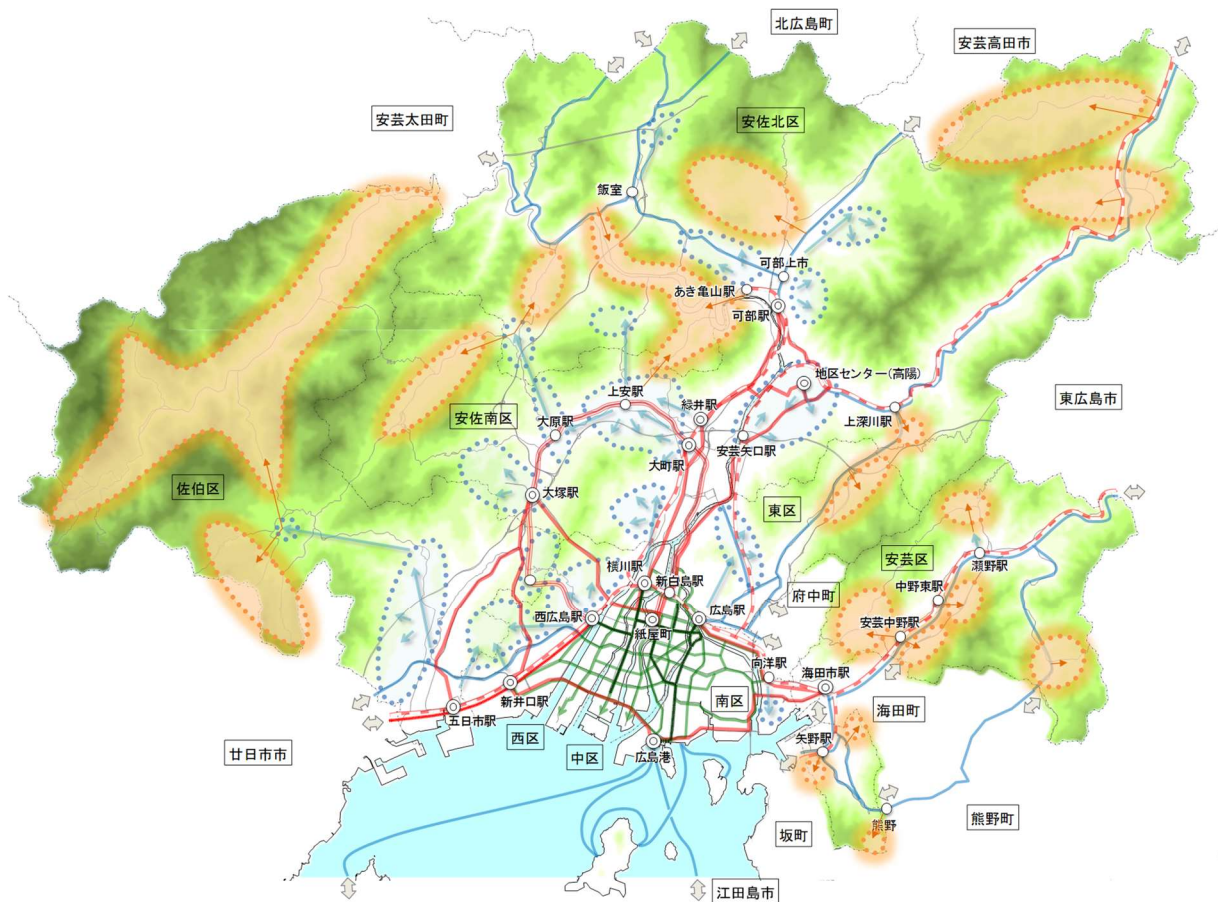 北広島町
安芸高田市
安芸太田町
安佐北区
飯室
可部上市
あき亀山駅
可部駅
地区センター(高陽)
東広島市
上安駅
緑井駅
安佐南区
大原駅
上深川駅
安芸矢口駅
大町駅
佐伯区
大塚駅
東区
安芸区
瀬野駅
横川駅
新白島駅
中野東駅
府中町
西広島駅
広島駅
紙屋町
安芸中野駅
向洋駅
海田市駅
新井口駅
南区
海田町
五日市駅
西区
矢野駅
廿日市市
中区
広島港
熊野
熊野町
坂町
江田島市